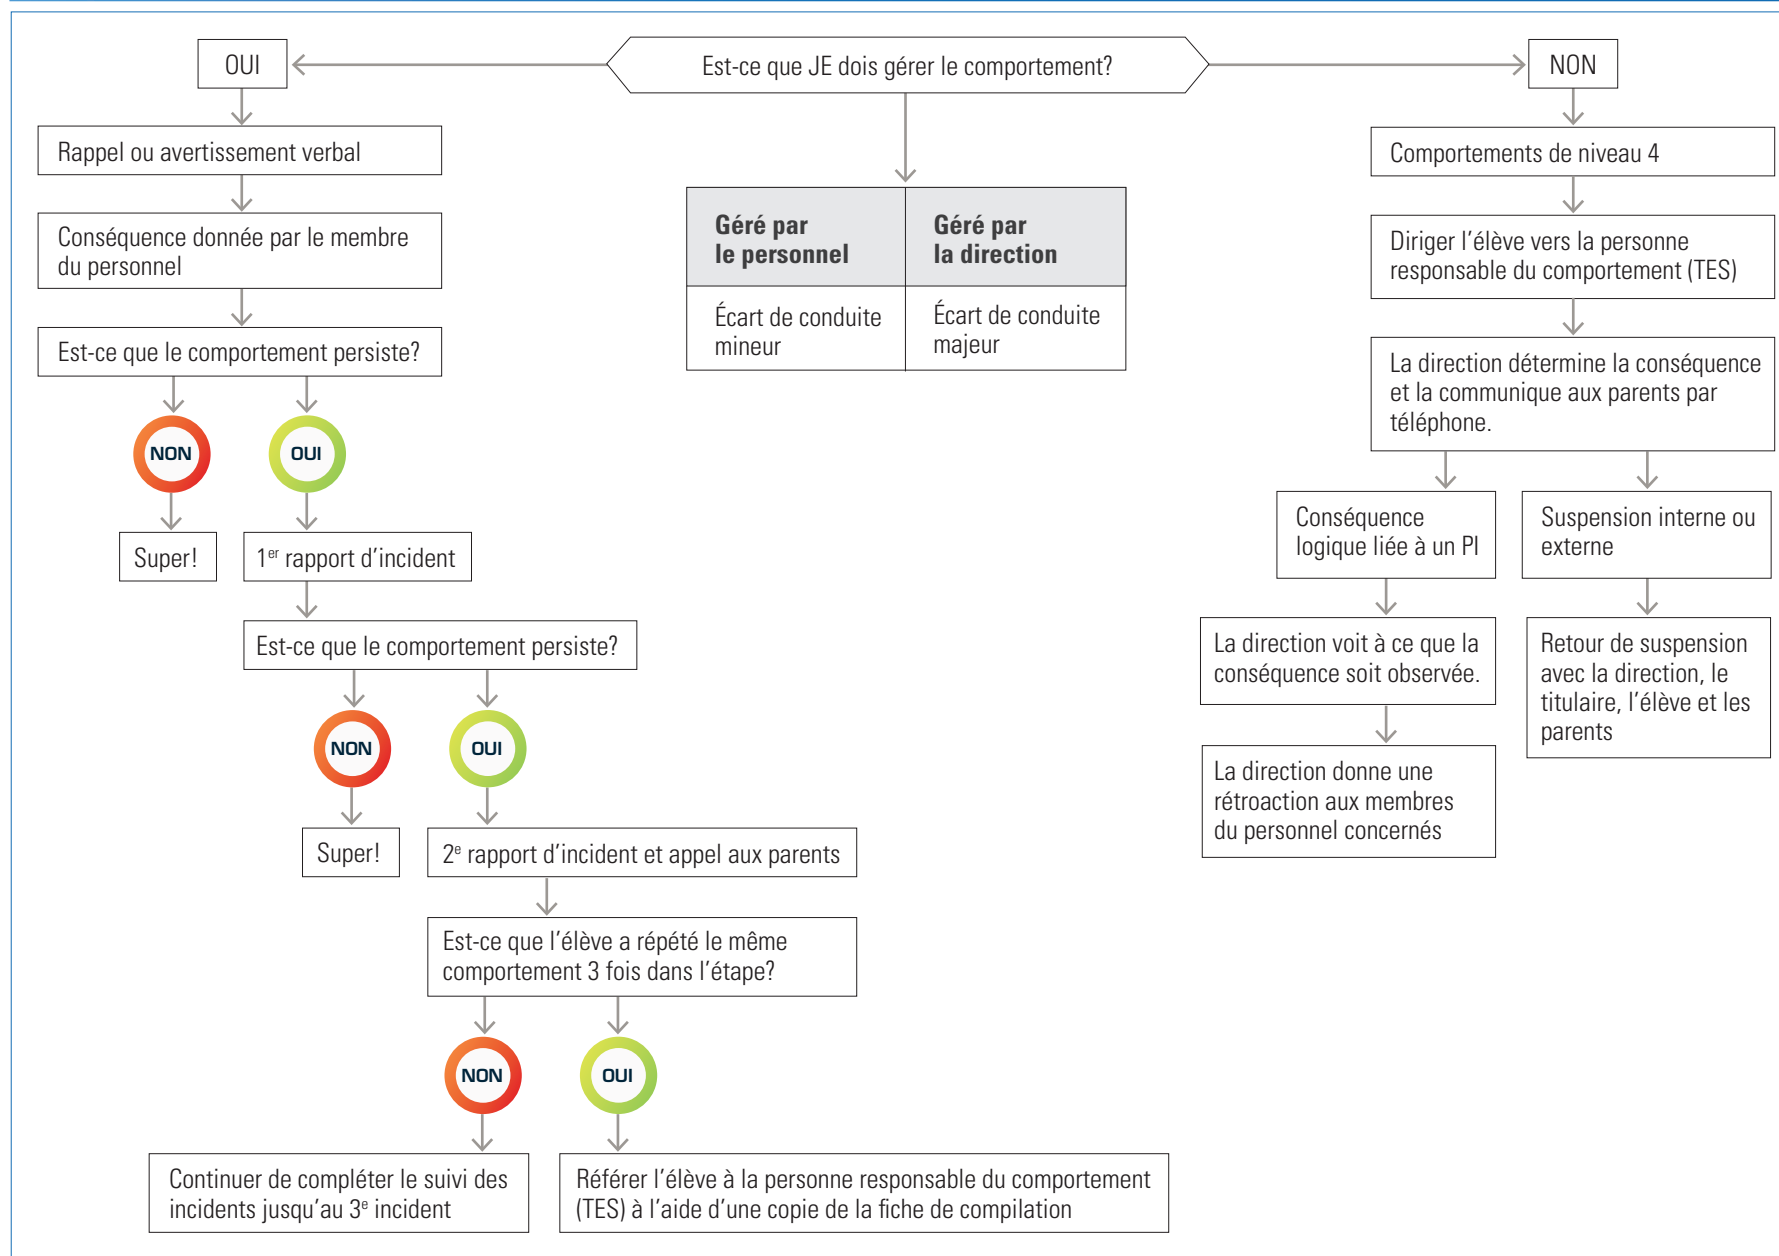 Est-ce que JE dois gérer le comportement?
OUI
Rappel ou avertissement verbal
Conséquence donnée par le membre
du personnel
Est-ce que le comportement persiste?
NON
OUI
Super!
1er rapport d'incident
Est-ce que le comportement persiste?
NON
OUI
Super!
2e rapport d'incident et appel aux parents
Est-ce que l'élève a répété le même
comportement 3 fois dans l'étape?
NON
OUI
Continuer de compléter le suivi des
incidents jusqu'au 3e incident
Référer l'élève à la personne responsable du comportement
(TES) à l'aide d'une copie de la fiche de compilation
Géré par
le personnel
Géré par
la direction
Écart de conduite
mineur
Écart de conduite
majeur
NON
Comportements de niveau 4
Diriger l'élève vers la personne
responsable du comportement (TES)
La direction détermine la conséquence
et la communique aux parents par
téléphone.
Conséquence
logique liée à un PI
La direction voit à ce que la
conséquence soit observée.
La direction donne une
rétroaction aux membres
du personnel concernés
Suspension interne ou
externe
Retour de suspension
avec la direction, le
titulaire, l'élève et les
parents